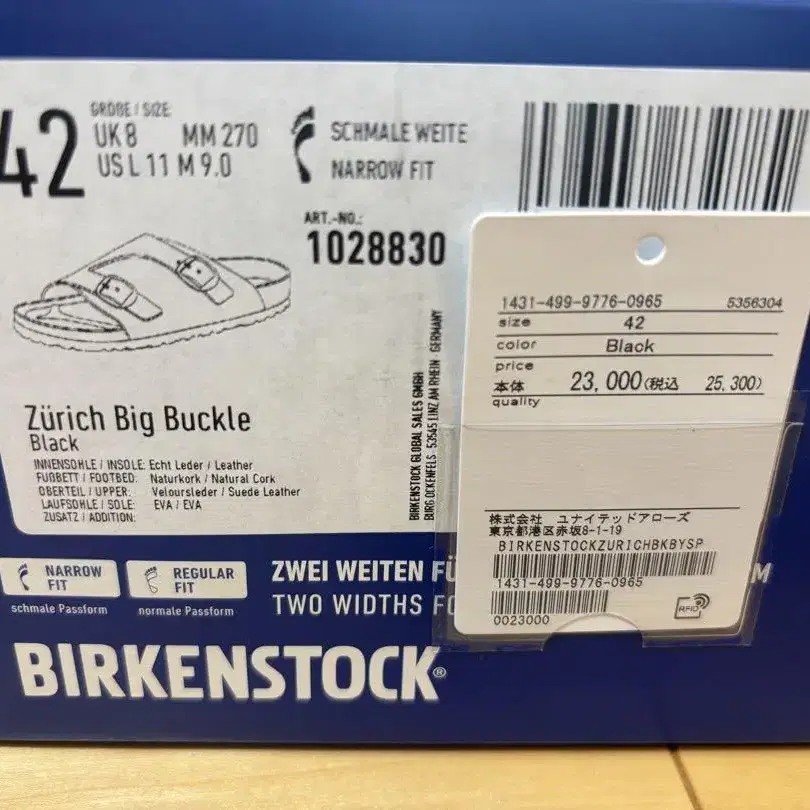 42
GRÖßE / SIZE
UK 8 MM 270
US L 11 M 9.0
SCHMALE WEITE
NARROW FIT
ART.-NO.:
1028830
Zürich Big Buckle
Black
INNENSOHLE / INSOLE: Echt Leder / Leather
FUßBETT / FOOTBED: Naturkork / Natural Cork
OBERTEIL / UPPER: Veloursleder / Suede Leather
LAUFSOHLE / SOLE: EVA / EVA
ZUSATZ / ADDITION:
BIRKENSTOCK GLOBAL SALES GMBH
BURG OCKENFELS · 53545 LINZ AM RHEIN · GERMANY
1431-499-9776-0965 5356304
size 42
color Black
price
本体 23,000(税込 25,300)
quality
株式会社 ユナイテッドアローズ
東京都港区赤坂8-1-19
BIRKENSTOCKZURICHBKBYSP
1431-499-9776-0965
0023000
RFID
NARROW
FIT
schmale Passform
REGULAR
FIT
normale Passform
ZWEI WEITEN FÜ
M
TWO WIDTHS FO
BIRKENSTOCK®